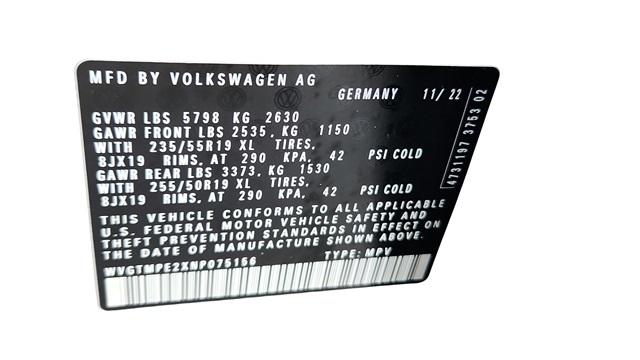 MFD BY VOLKSWAGEN AG
GERMANY 11/ 22
GVWR LBS 5798 KG 2630
GAWR FRONT LBS 2535, KG 1150
WITH 235/55R19 XL TIRES,
8JX19 RIMS, AT 290 KPA, 42 PSI COLD
GAWR REAR LBS 3373, KG 1530
WITH 255/50R19 XL TIRES,
8JX19 RIMS, AT 290 KPA, 42 PSI COLD
THIS VEHICLE CONFORMS TO ALL APPLICABLE
U.S. FEDERAL MOTOR VEHICLE SAFETY AND
THEFT PREVENTION STANDARDS IN EFFECT ON
THE DATE OF MANUFACTURE SHOWN ABOVE.
WVGTMPE2XNP075156 TYPE: MPV
4731197 3753 02